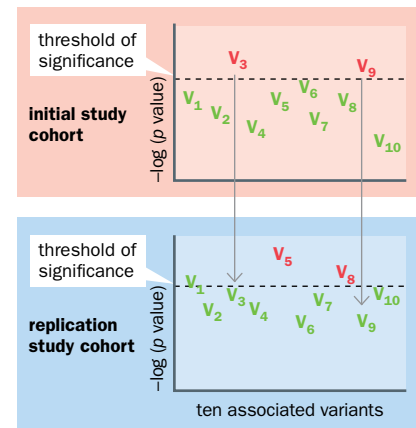 threshold of
significance
initial study
cohort
–log (p value)
V3
V9
V1
V2
V4
V5
V6
V7
V8
V10
threshold of
significance
replication
study cohort
–log (p value)
V5
V8
V1
V2
V3
V4
V6
V7
V9
V10
ten associated variants